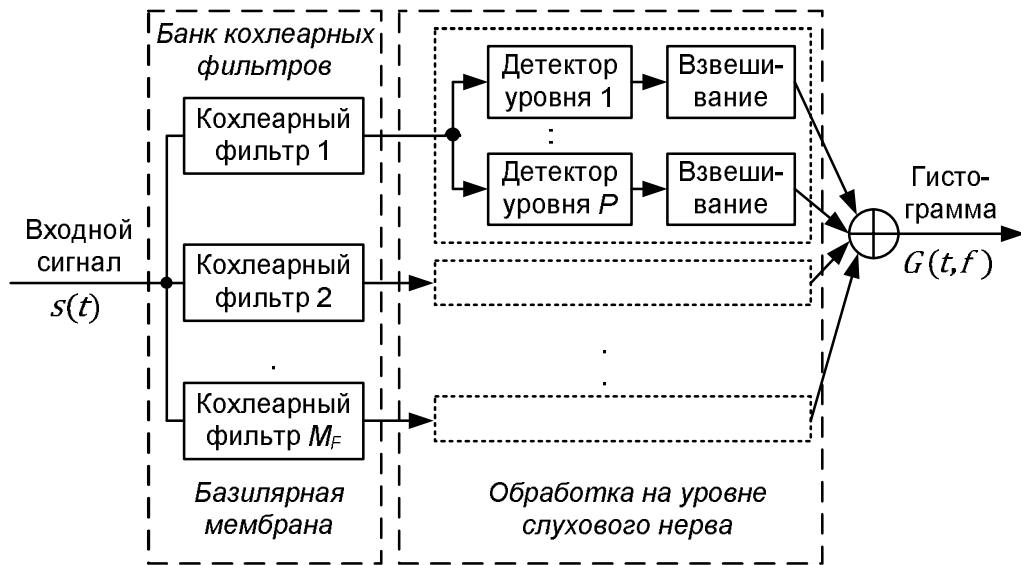 Банк кохлеарных
фильтров
Кохлеарный
фильтр 1
Детектор
уровня 1
Взвеши-
вание
Детектор
уровня P
Взвеши-
вание
Входной
сигнал
s(t)
Кохлеарный
фильтр 2
Гисто-
грамма
G(t,f)
Кохлеарный
фильтр MF
Базилярная
мембрана
Обработка на уровне
слухового нерва